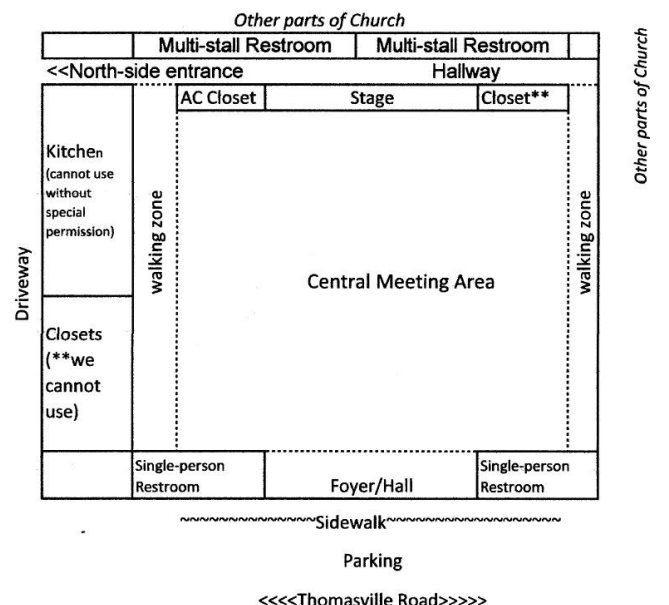 Other parts of Church
Multi-stall Restroom
Multi-stall Restroom
Other parts of Church
<<North-side entrance
Hallway
AC Closet
Stage
Closet**
Kitchen
(cannot use
without
special
permission)
walking zone
walking zone
Driveway
Central Meeting Area
Closets
(**we
cannot
use)
Single-person
Restroom
Foyer/Hall
Single-person
Restroom
~~~~~~~~~~~~~~~Sidewalk~~~~~~~~~~~~~~~~~~~
Parking
<<<<Thomasville Road>>>>>